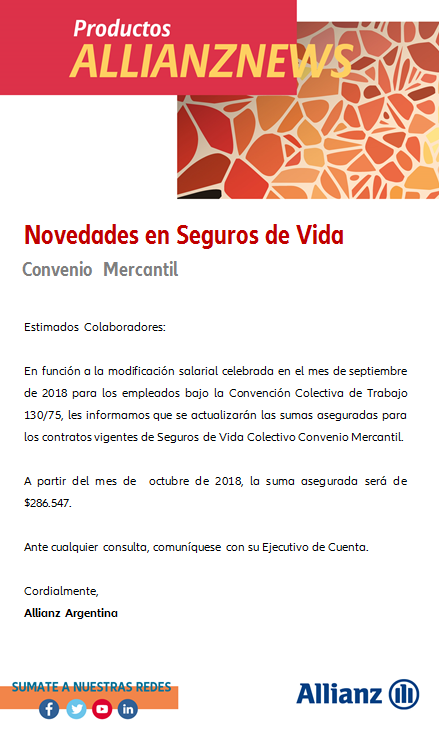 Productos
ALLIANZNEWS
Novedades en Seguros de Vida
Convenio Mercantil
Estimados Colaboradores:
En función a la modificación salarial celebrada en el mes de septiembre
de 2018 para los empleados bajo la Convención Colectiva de Trabajo
130/75, les informamos que se actualizarán las sumas aseguradas para
los contratos vigentes de Seguros de Vida Colectivo Convenio Mercantil.
A partir del mes de octubre de 2018, la suma asegurada será de
$286.547.
Ante cualquier consulta, comuníquese con su Ejecutivo de Cuenta.
Cordialmente,
Allianz Argentina
SUMATE A NUESTRAS REDES
Allianz